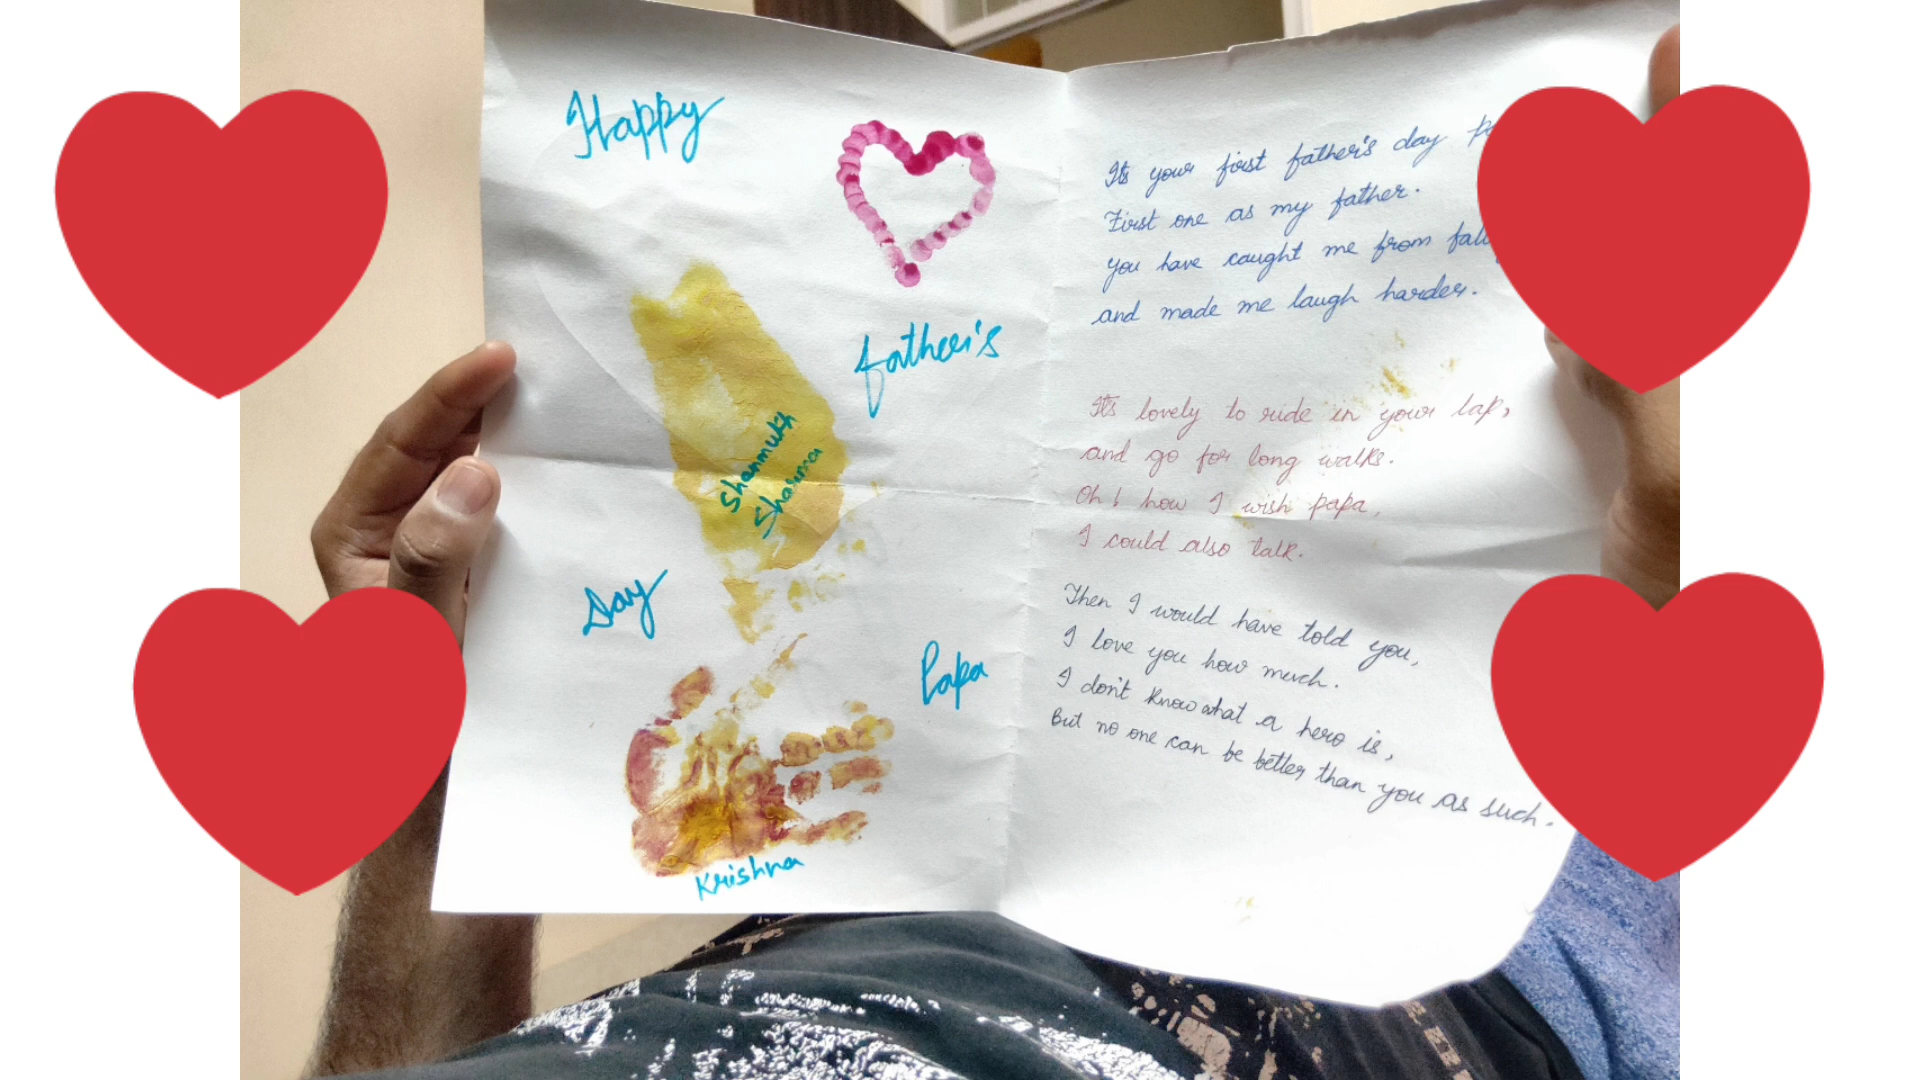 Happy
father's
Shanmukh
Sharma
Day
Papa
Krishna
Its your first father's day
First one as my father.
you have caught me from
and made me laugh harder.
Its lovely to ride in your lap,
and go for long walks.
Oh! how I wish papa,
I could also talk.
Then I would have told you,
I love you how much.
I don't know what a hero is,
But no one can be better than you as such.